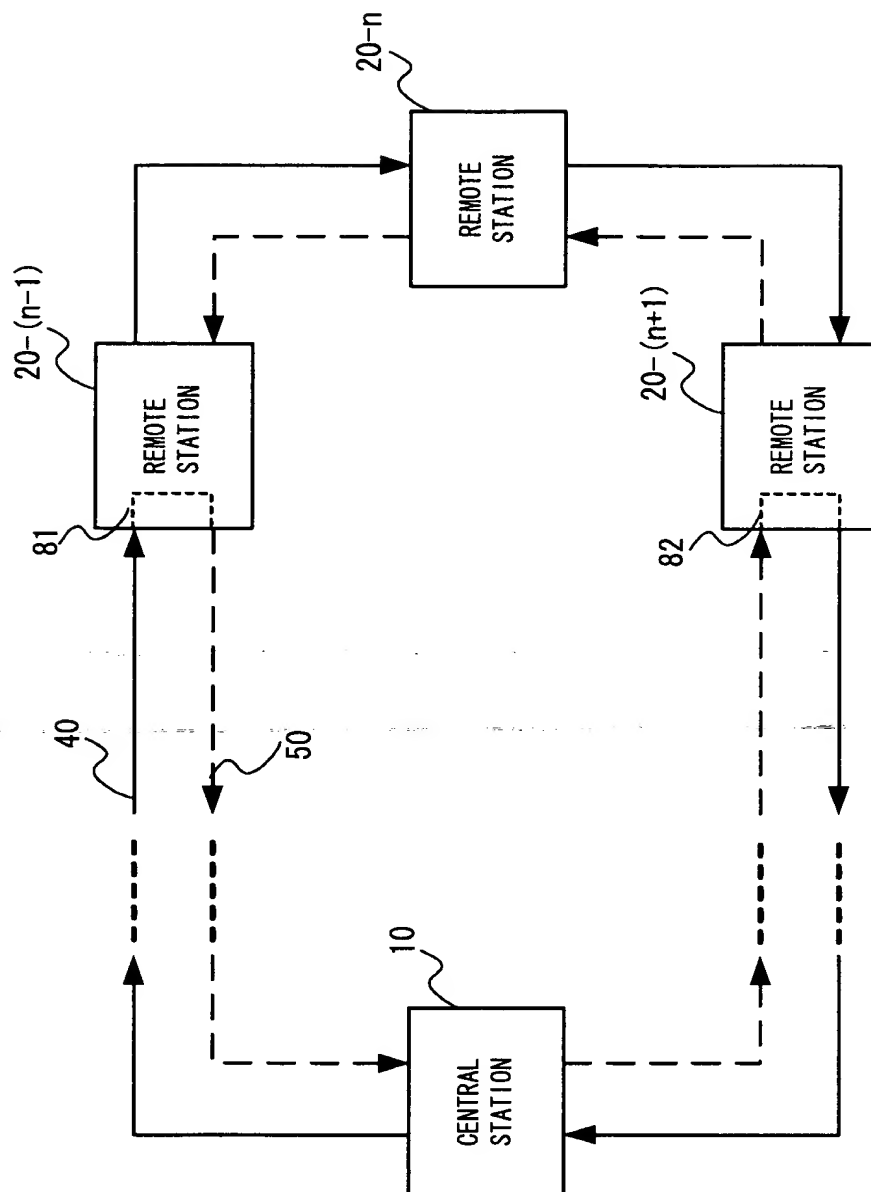 20-n
REMOTE
STATION
20-(n-1)
REMOTE
STATION
81
20-(n+1)
REMOTE
STATION
82
40
50
10
CENTRAL
STATION